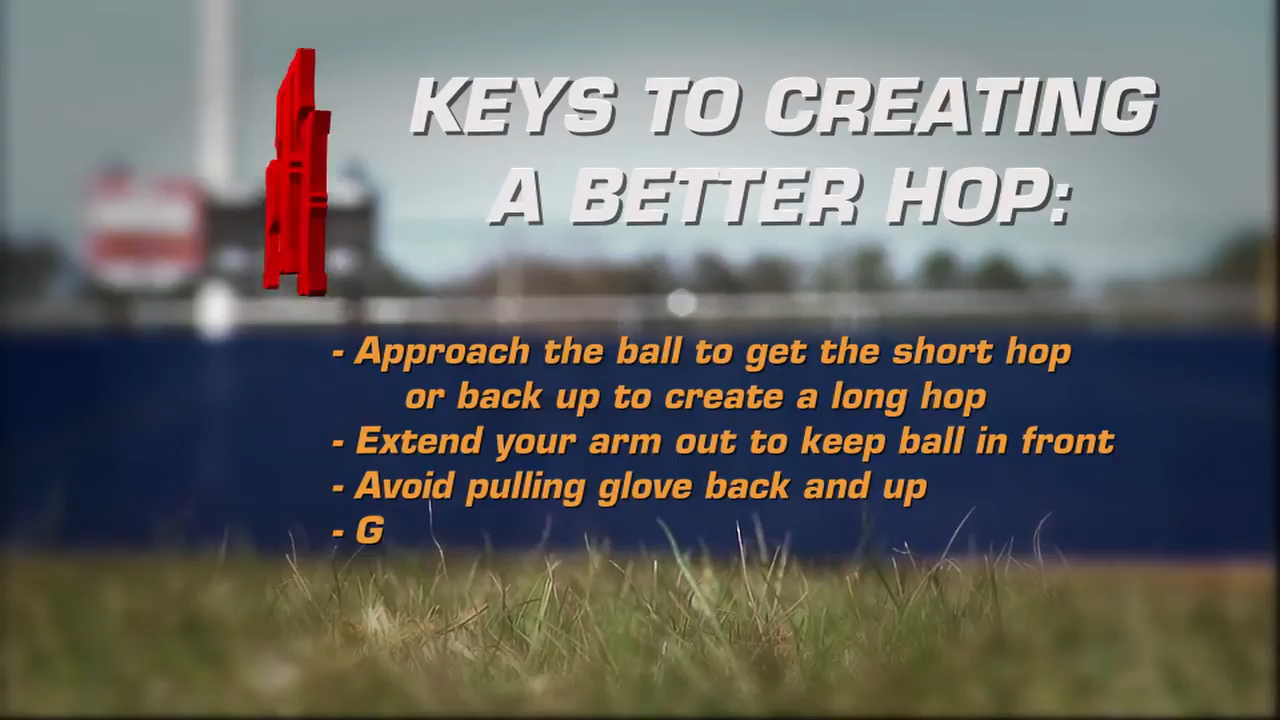 KEYS TO CREATING
A BETTER HOP:
- Approach the ball to get the short hop
or back up to create a long hop
- Extend your arm out to keep ball in front
- Avoid pulling glove back and up
- G